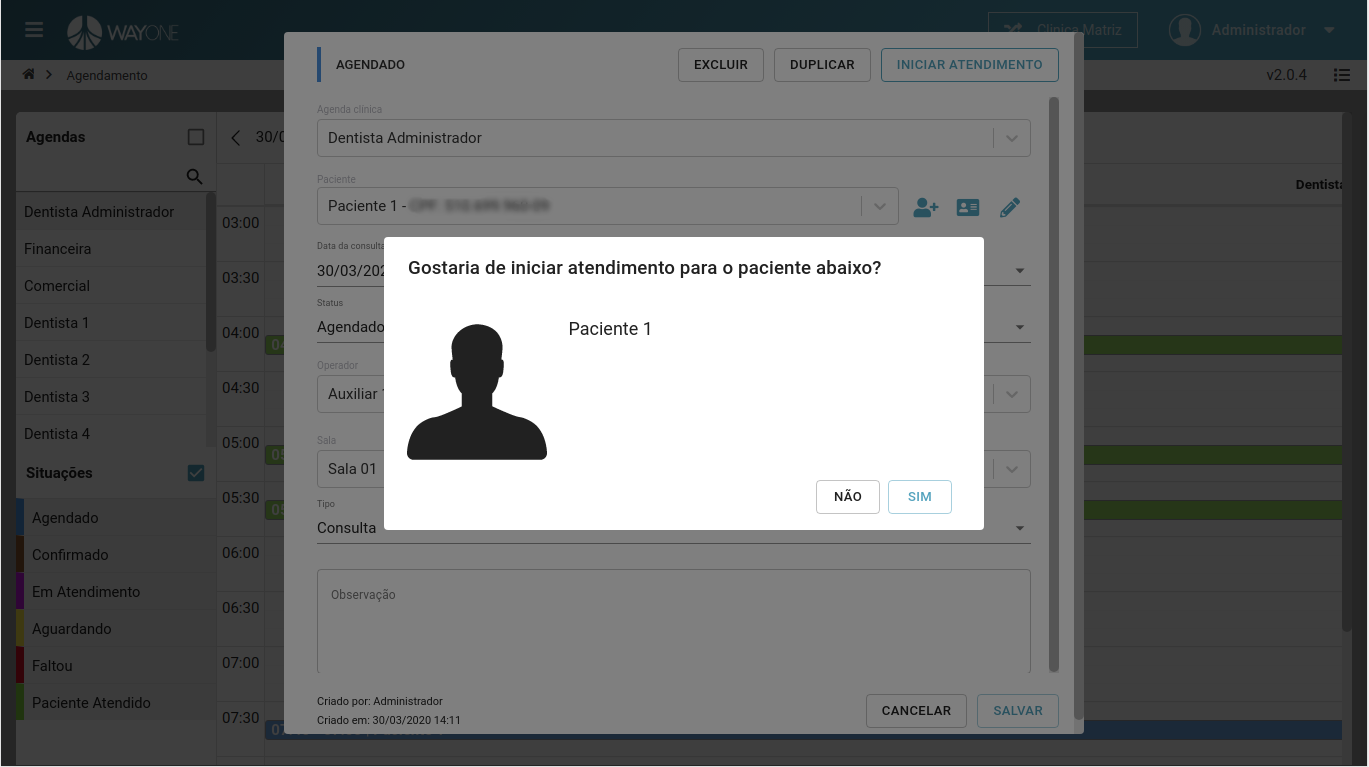 WAYONE
Clínica Matriz
Administrador
Agendamento
v2.0.4
Agendas
Dentista Administrador
Financeira
Comercial
Dentista 1
Dentista 2
Dentista 3
Dentista 4
Situações
Agendado
Confirmado
Em Atendimento
Aguardando
Faltou
Paciente Atendido
30/0
03:00
03:30
04:00
04:30
05:00
05:30
06:00
06:30
07:00
07:30
04
05
05
07
Dentista
AGENDADO
EXCLUIR
DUPLICAR
INICIAR ATENDIMENTO
Agenda clínica
Dentista Administrador
Paciente
Paciente 1 -
Data da consulta
30/03/202
Status
Agendado
Operador
Auxiliar
Sala
Sala 01
Tipo
Consulta
Observação
Criado por: Administrador
Criado em: 30/03/2020 14:11
CANCELAR
SALVAR
Gostaria de iniciar atendimento para o paciente abaixo?
Paciente 1
NÃO
SIM